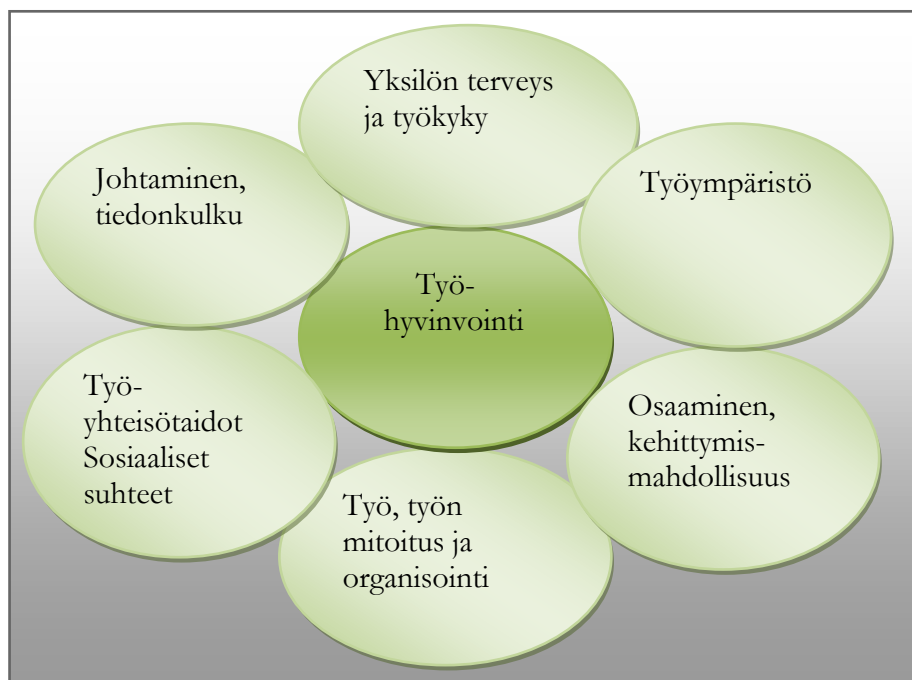 Yksilön terveys
ja työkyky
Johtaminen,
tiedonkulku
Työympäristö
Työ-
hyvinvointi
Työ-
yhteisötaidot
Sosiaaliset
suhteet
Osaaminen,
kehittymis-
mahdollisuus
Työ, työn
mitoitus ja
organisointi